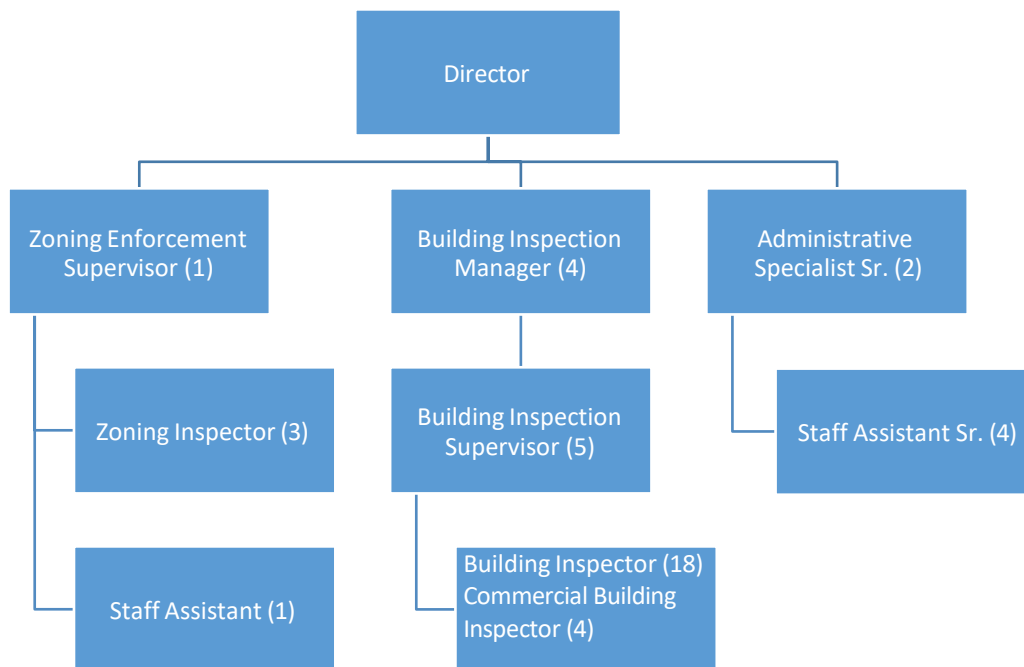 Director
Zoning Enforcement
Supervisor (1)
Building Inspection
Manager (4)
Administrative
Specialist Sr. (2)
Zoning Inspector (3)
Building Inspection
Supervisor (5)
Staff Assistant Sr. (4)
Staff Assistant (1)
Building Inspector (18)
Commercial Building
Inspector (4)